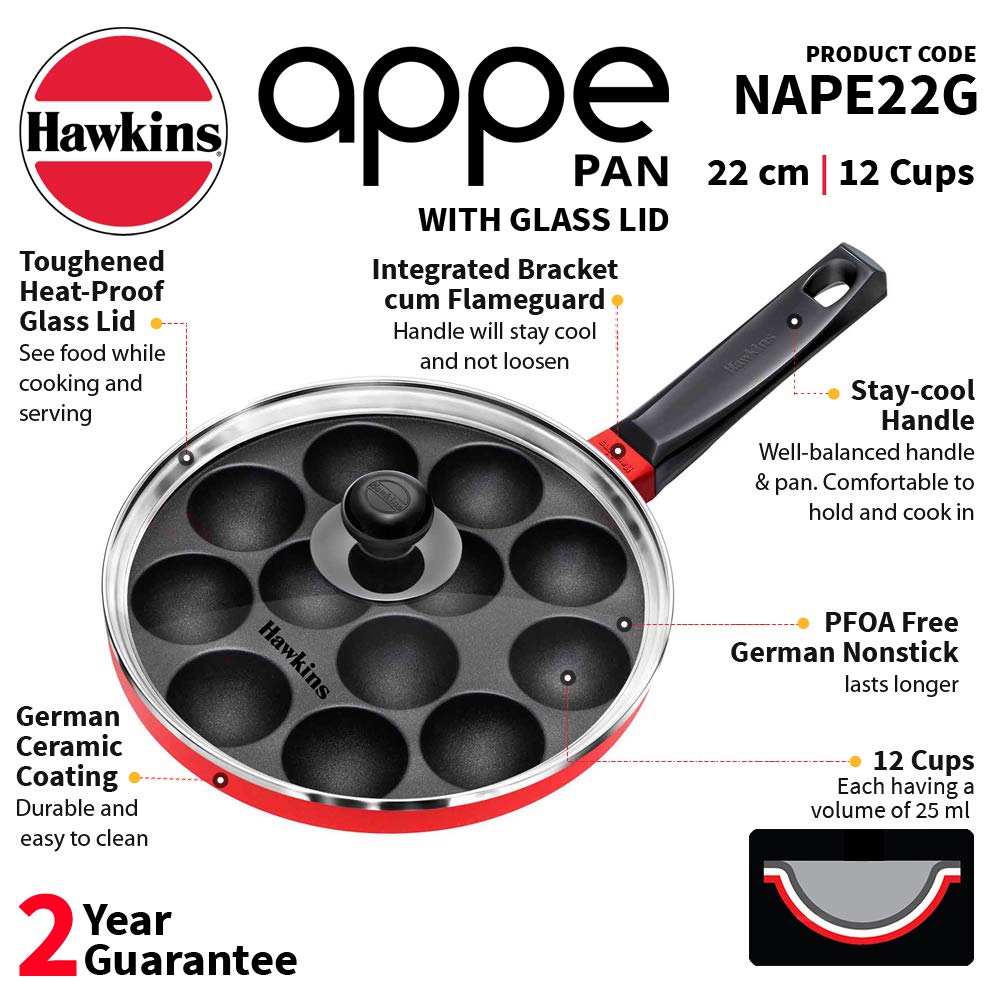 Hawkins
appe
PAN
WITH GLASS LID
PRODUCT CODE
NAPE22G
22 cm | 12 Cups
Toughened
Heat-Proof
Glass Lid
See food while
cooking and
serving
Integrated Bracket
cum Flameguard
Handle will stay cool
and not loosen
Hawkins
Stay-cool
Handle
Well-balanced handle
& pan. Comfortable to
hold and cook in
Hawkins
Hawkins
PFOA Free
German Nonstick
lasts longer
German
Ceramic
Coating
Durable and
easy to clean
12 Cups
Each having a
volume of 25 ml
2 Year
Guarantee